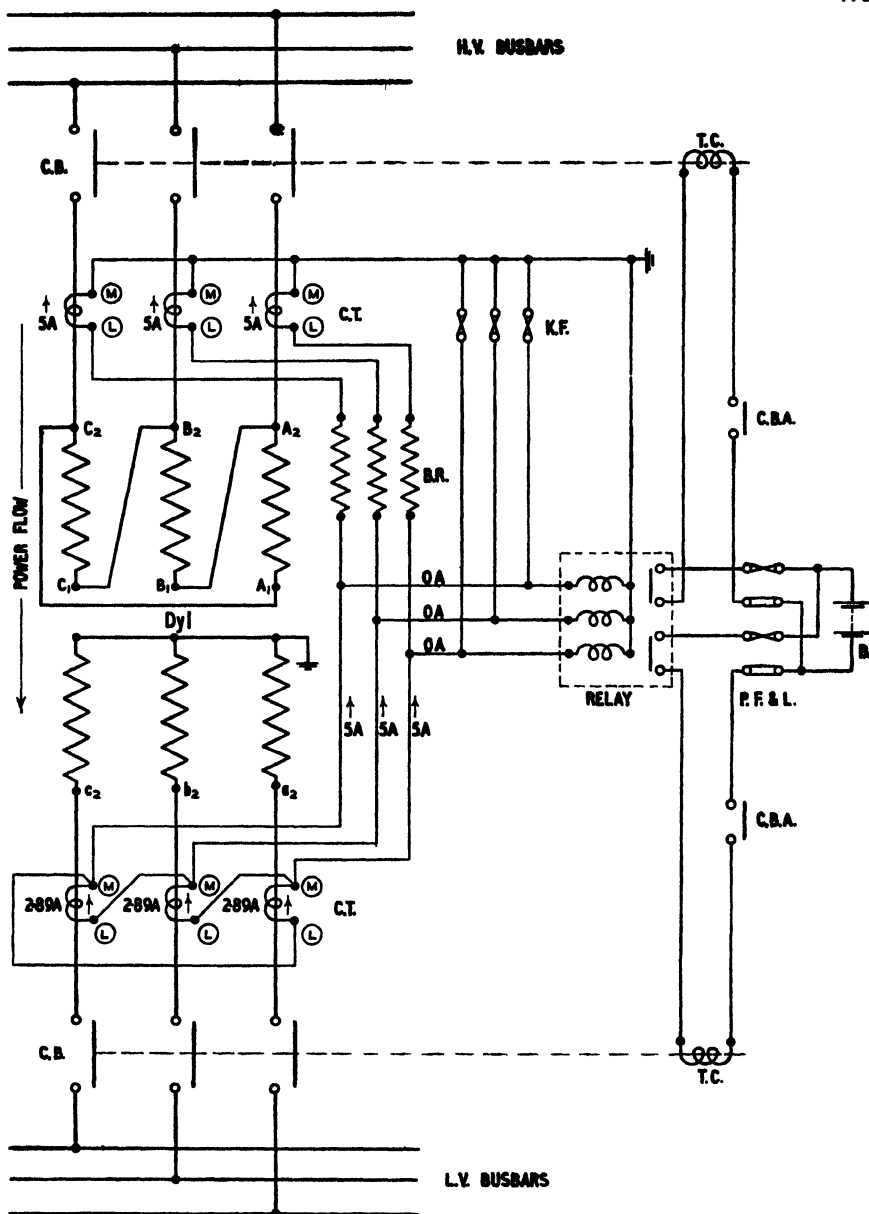 H.V. BUSBARS
C.B.
T.C.
M M M
5A 5A 5A C.T. K.F.
L L L
C.B.A.
C2 B2 A2
B.R.
POWER FLOW
C1 B1 A1
0A
Dy1
0A
0A
RELAY P.F. & L.
5A 5A 5A
c2 b2 a2
C.B.A.
M M M
2·89A 2·89A 2·89A C.T.
L L L
C.B.
T.C.
L.V. BUSBARS